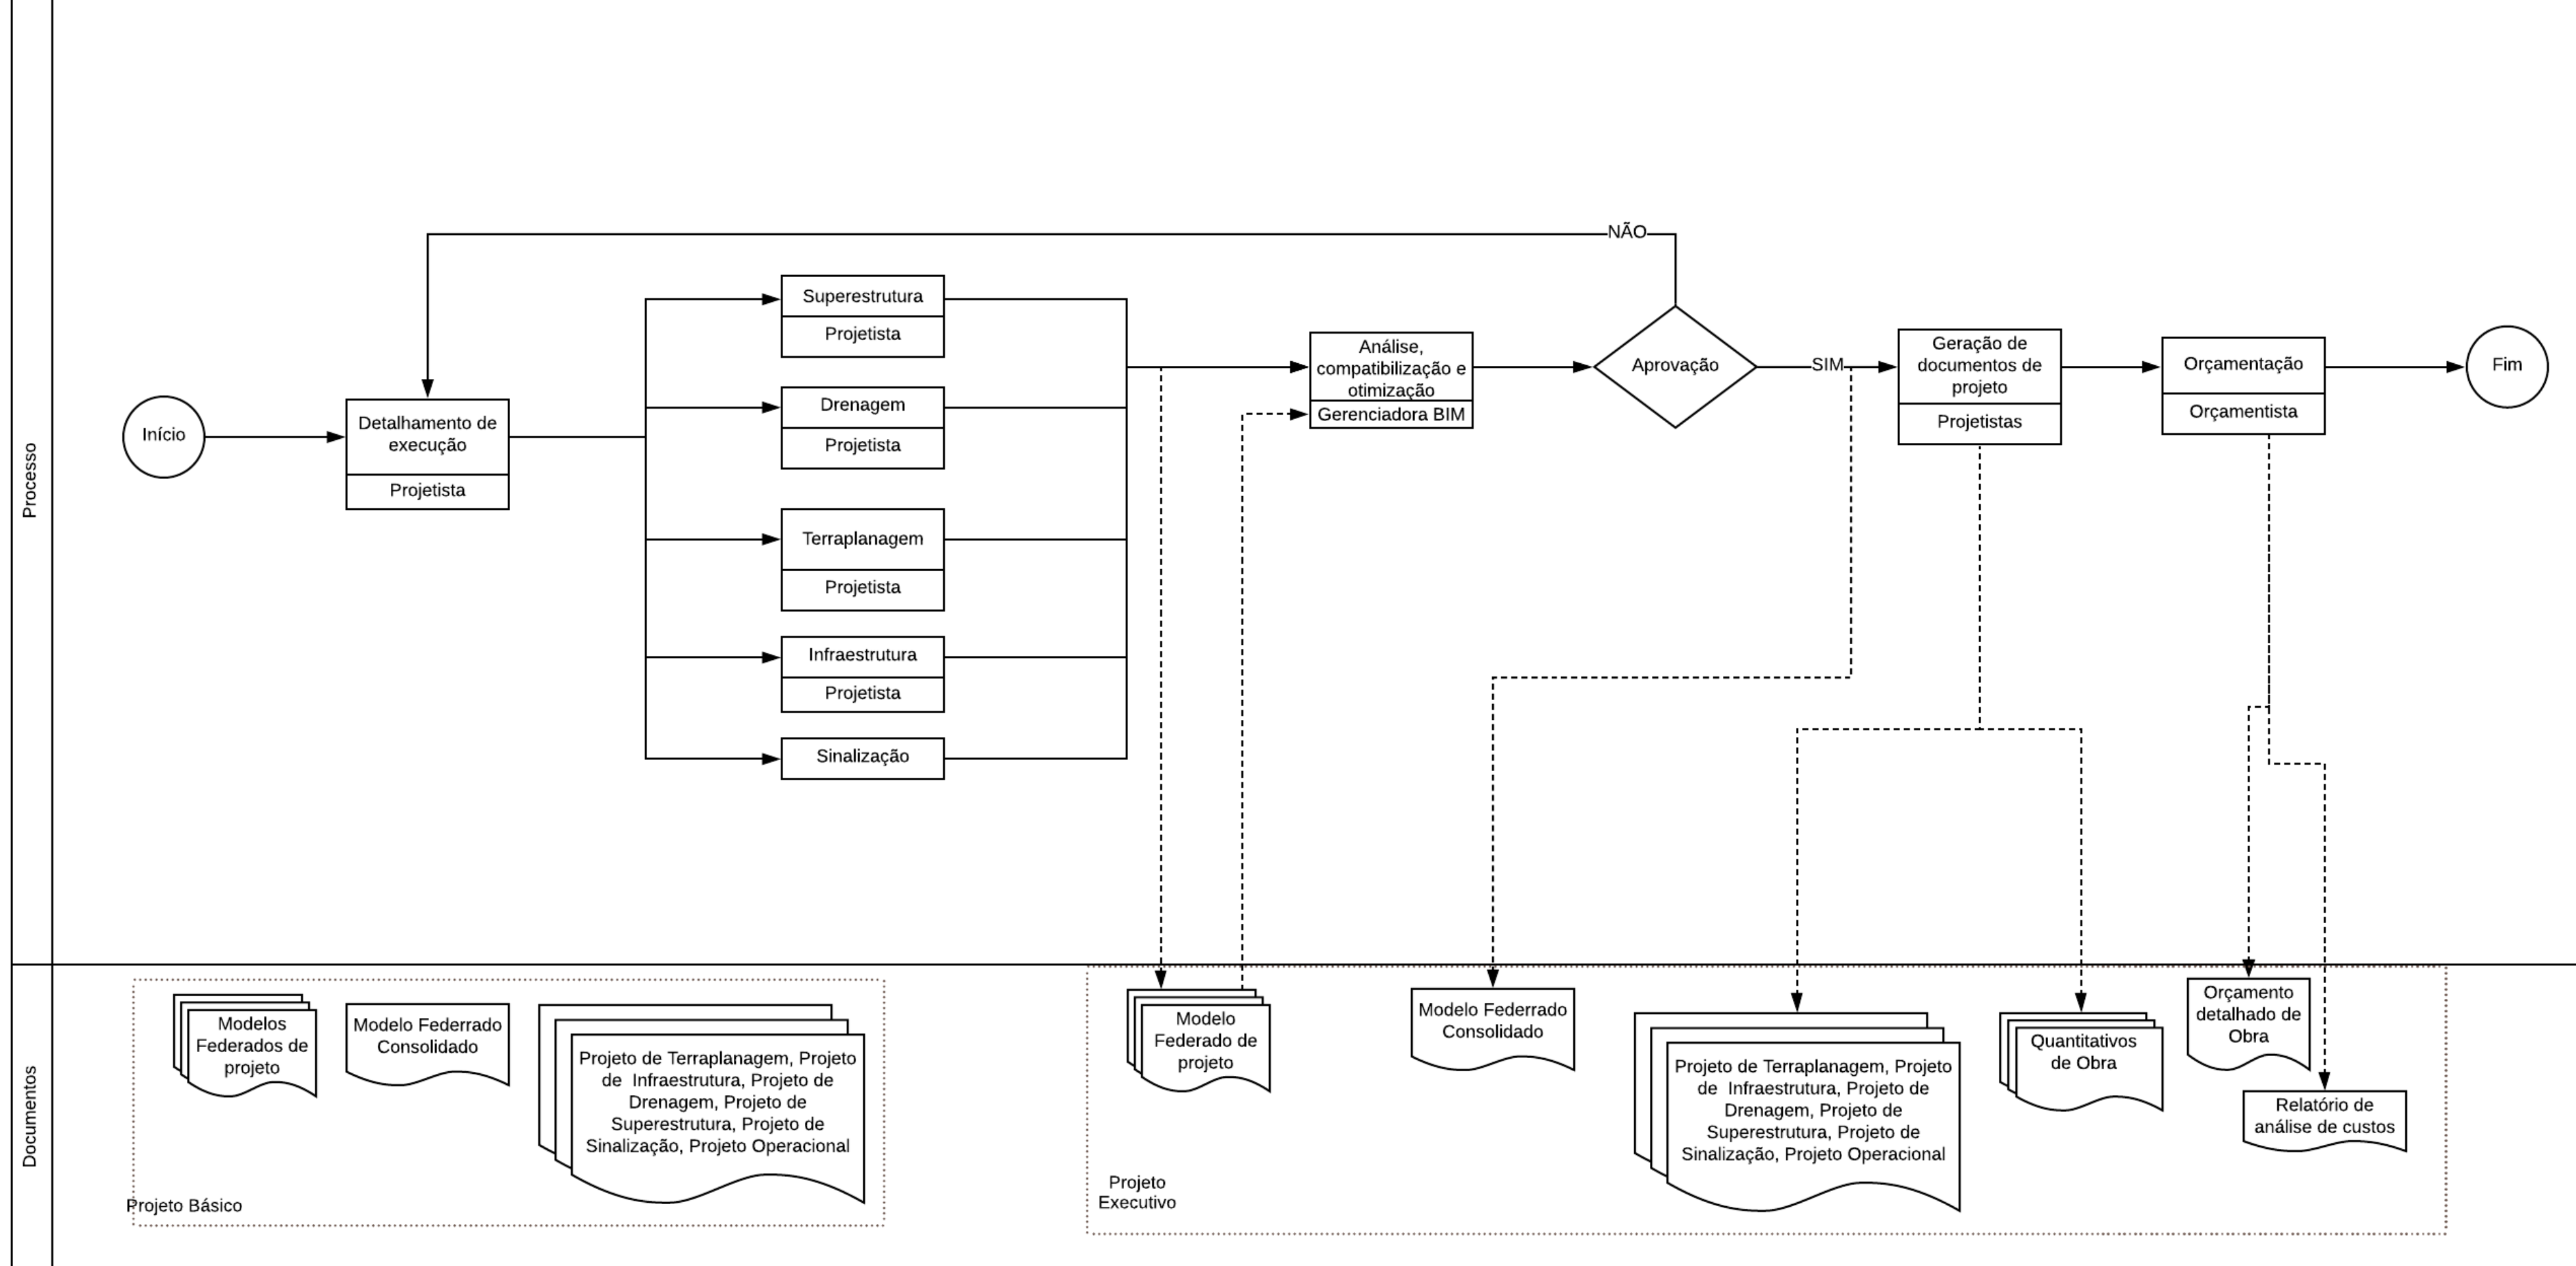 Processo
NÃO
Início
Detalhamento de
execução
Projetista
Superestrutura
Projetista
Drenagem
Projetista
Terraplanagem
Projetista
Infraestrutura
Projetista
Sinalização
Análise,
compatibilização e
otimização
Gerenciadora BIM
Aprovação
SIM
Geração de
documentos de
projeto
Projetistas
Orçamentação
Orçamentista
Fim
Documentos
Modelos
Federados de
projeto
Modelo Federrado
Consolidado
Projeto de Terraplanagem, Projeto
de Infraestrutura, Projeto de
Drenagem, Projeto de
Superestrutura, Projeto de
Sinalização, Projeto Operacional
Projeto Básico
Modelo
Federado de
projeto
Projeto
Executivo
Modelo Federrado
Consolidado
Projeto de Terraplanagem, Projeto
de Infraestrutura, Projeto de
Drenagem, Projeto de
Superestrutura, Projeto de
Sinalização, Projeto Operacional
Quantitativos
de Obra
Orçamento
detalhado de
Obra
Relatório de
análise de custos